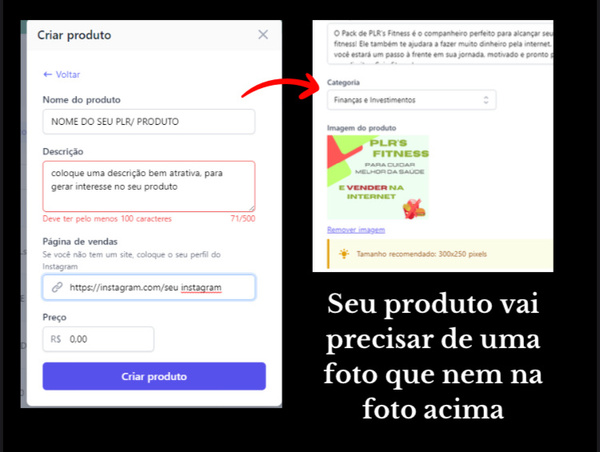 Criar produto
← Voltar
Nome do produto
NOME DO SEU PLR/ PRODUTO
Descrição
coloque uma descrição bem atrativa, para
gerar interesse no seu produto
Deve ter pelo menos 100 caracteres 71/500
Página de vendas
Se você não tem um site, coloque o seu perfil do
Instagram
https://instagram.com/seu instagram
Preço
R$ 0.00
Criar produto
O Pack de PLR's Fitness é o companheiro perfeito para alcançar seu
fitness! Ele também te ajudara a fazer muito dinheiro pela internet.
você estará um passo à frente em sua jornada, motivado e pronto p
Categoria
Finanças e Investimentos
Imagem do produto
PLR'S
FITNESS
PARA CUIDAR
MELHOR DA SAÚDE
E VENDER NA
INTERNET
Remover imagem
Tamanho recomendado: 300x250 pixels
Seu produto vai
precisar de uma
foto que nem na
foto acima